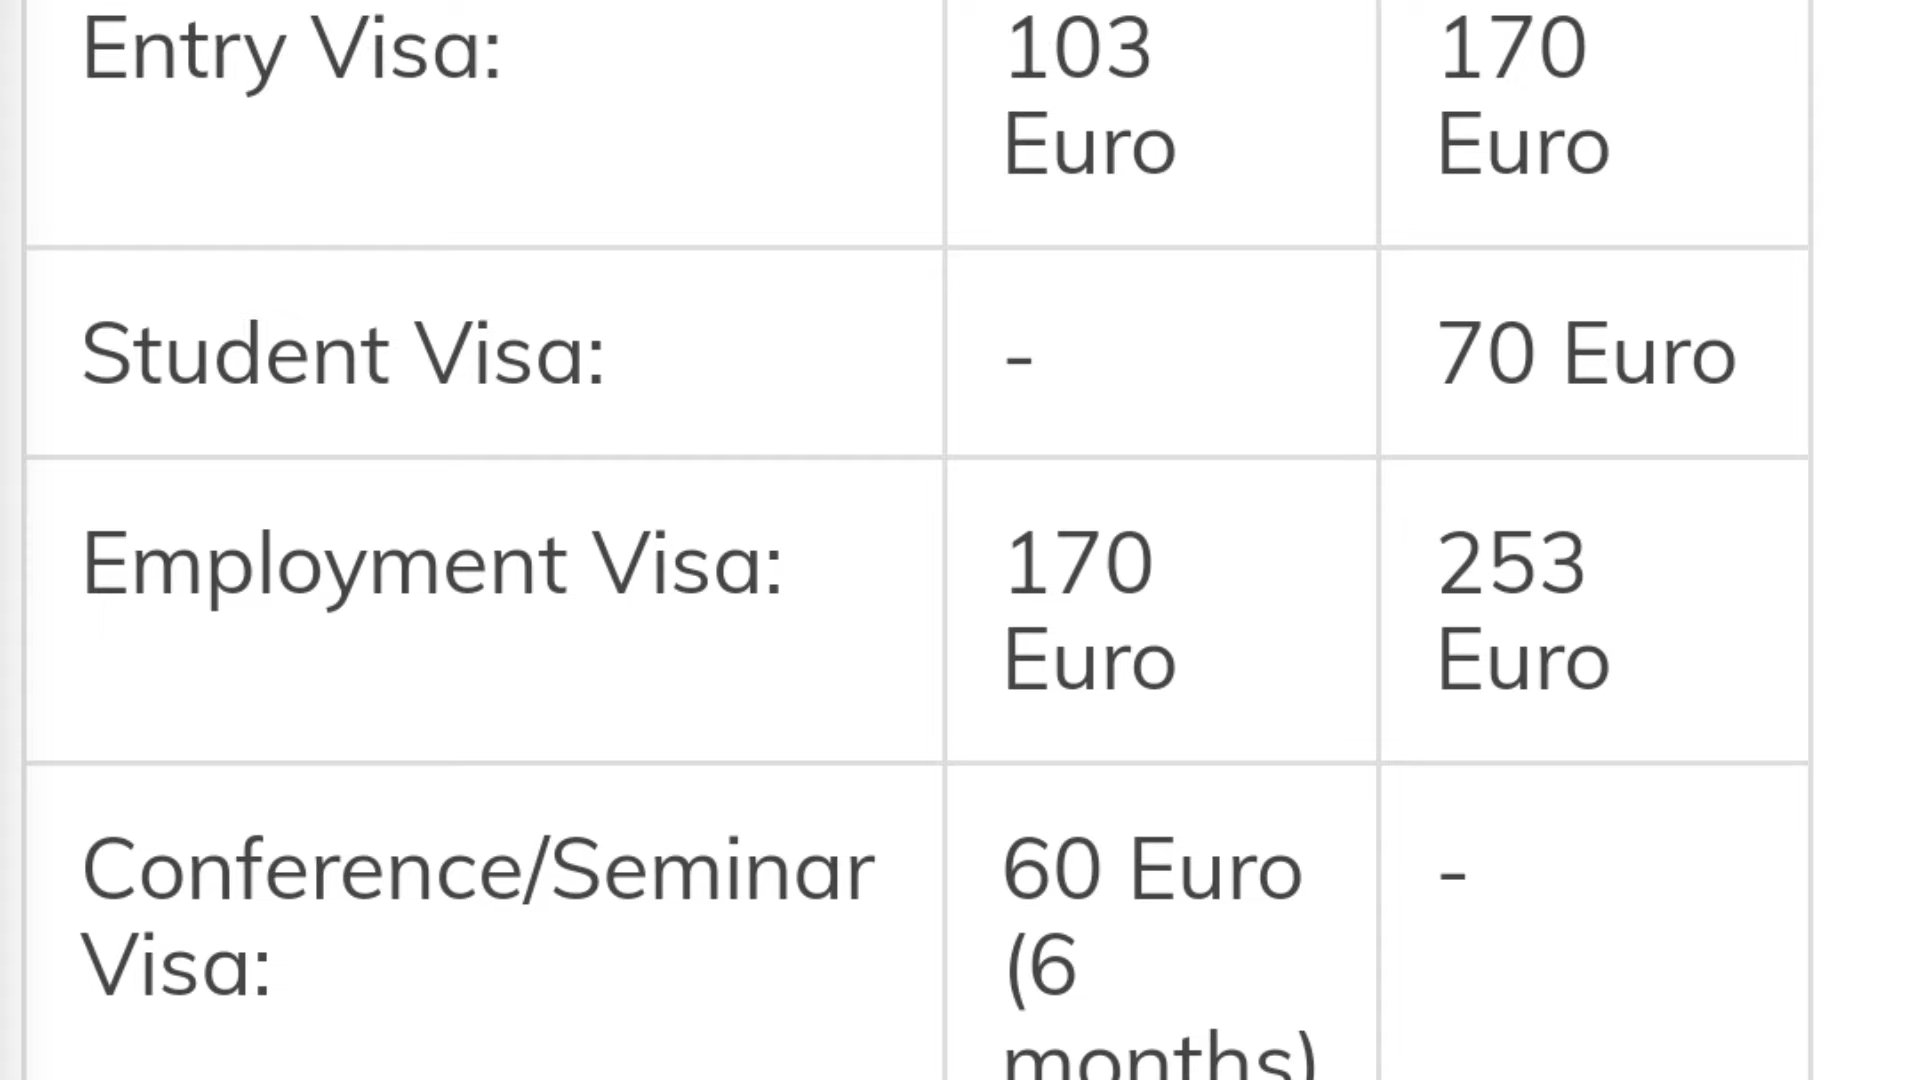 Entry Visa:
103
Euro
170
Euro
Student Visa:
-
70 Euro
Employment Visa:
170
Euro
253
Euro
Conference/Seminar
Visa:
60 Euro
(6
months)
-